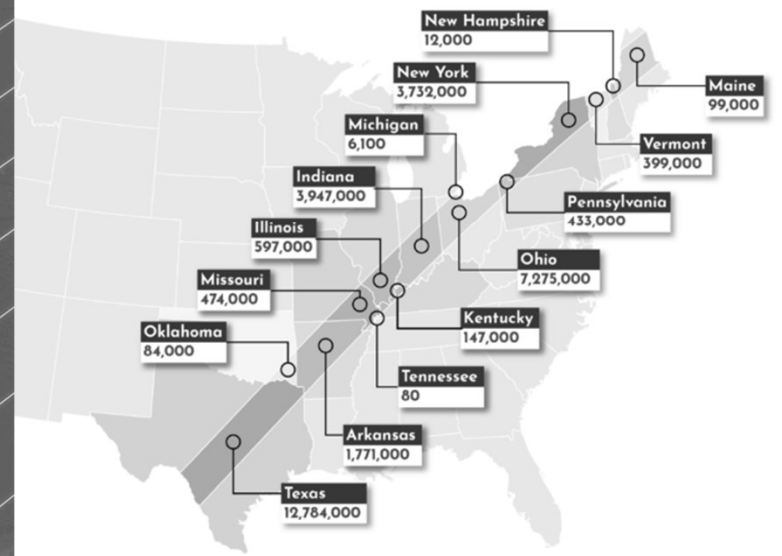 New Hampshire
12,000
New York
3,732,000
Maine
99,000
Michigan
6,100
Vermont
399,000
Indiana
3,947,000
Pennsylvania
433,000
Illinois
597,000
Ohio
7,275,000
Missouri
474,000
Kentucky
147,000
Oklahoma
84,000
Tennessee
80
Arkansas
1,771,000
Texas
12,784,000